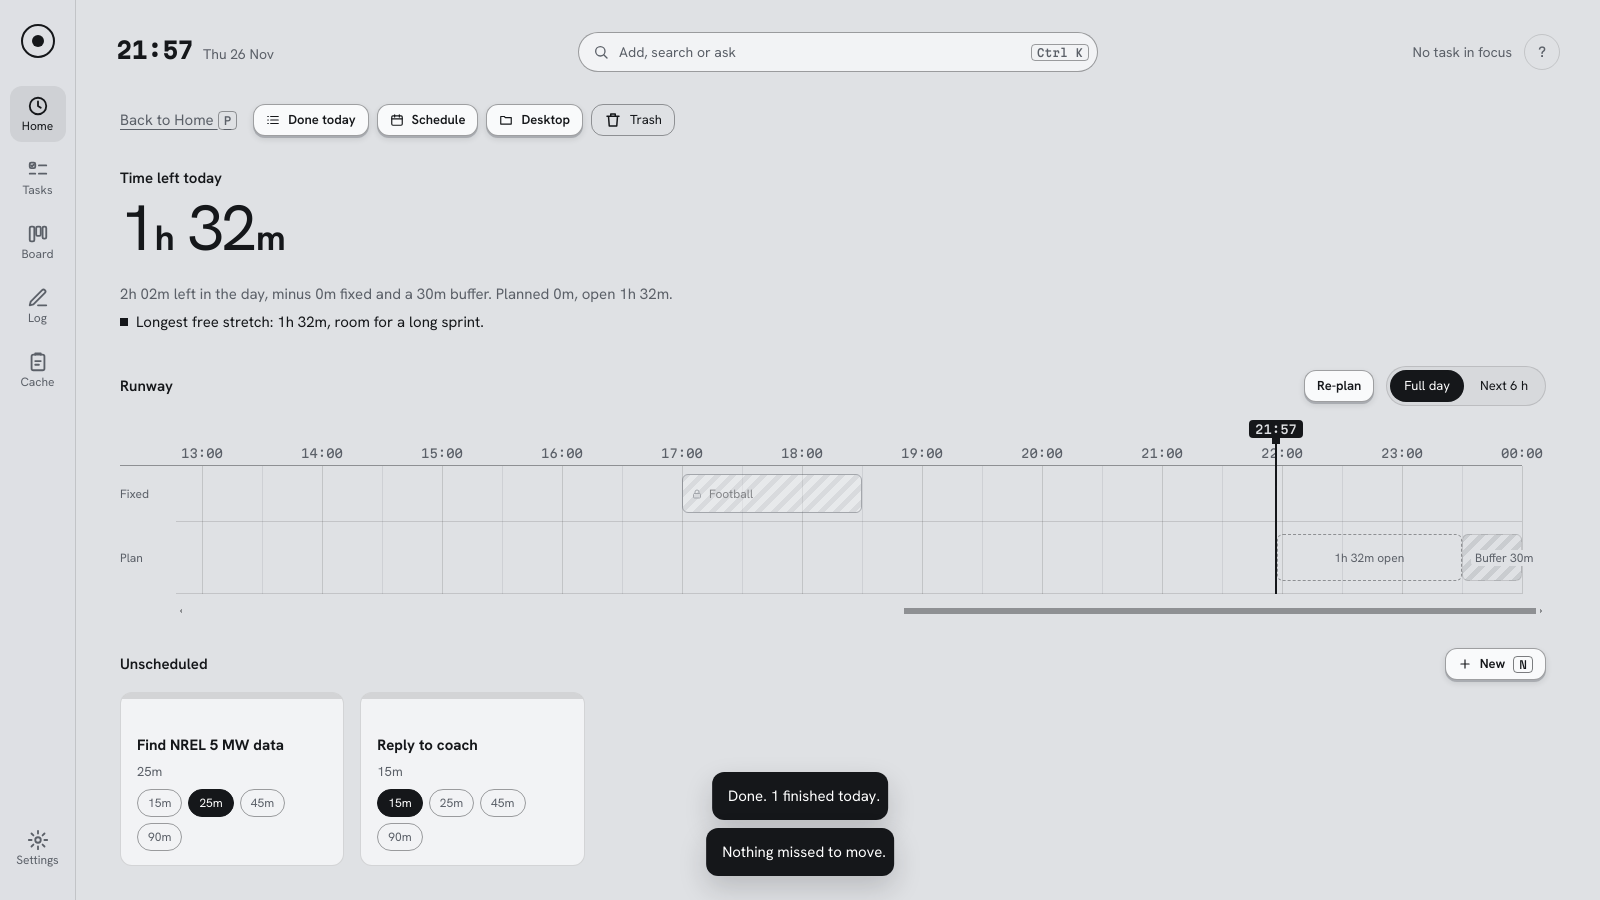 21:57 Thu 26 Nov
Add, search or ask Ctrl K
No task in focus ?
Home
Tasks
Board
Log
Cache
Settings
Back to Home P
Done today
Schedule
Desktop
Trash
Time left today
1h 32m
2h 02m left in the day, minus 0m fixed and a 30m buffer. Planned 0m, open 1h 32m.
Longest free stretch: 1h 32m, room for a long sprint.
Runway
Re-plan
Full day
Next 6 h
21:57
13:00 14:00 15:00 16:00 17:00 18:00 19:00 20:00 21:00 22:00 23:00 00:00
Fixed
Football
Plan
1h 32m open
Buffer 30m
Unscheduled
New N
Find NREL 5 MW data
25m
15m 25m 45m
90m
Reply to coach
15m
15m 25m 45m
90m
Done. 1 finished today.
Nothing missed to move.